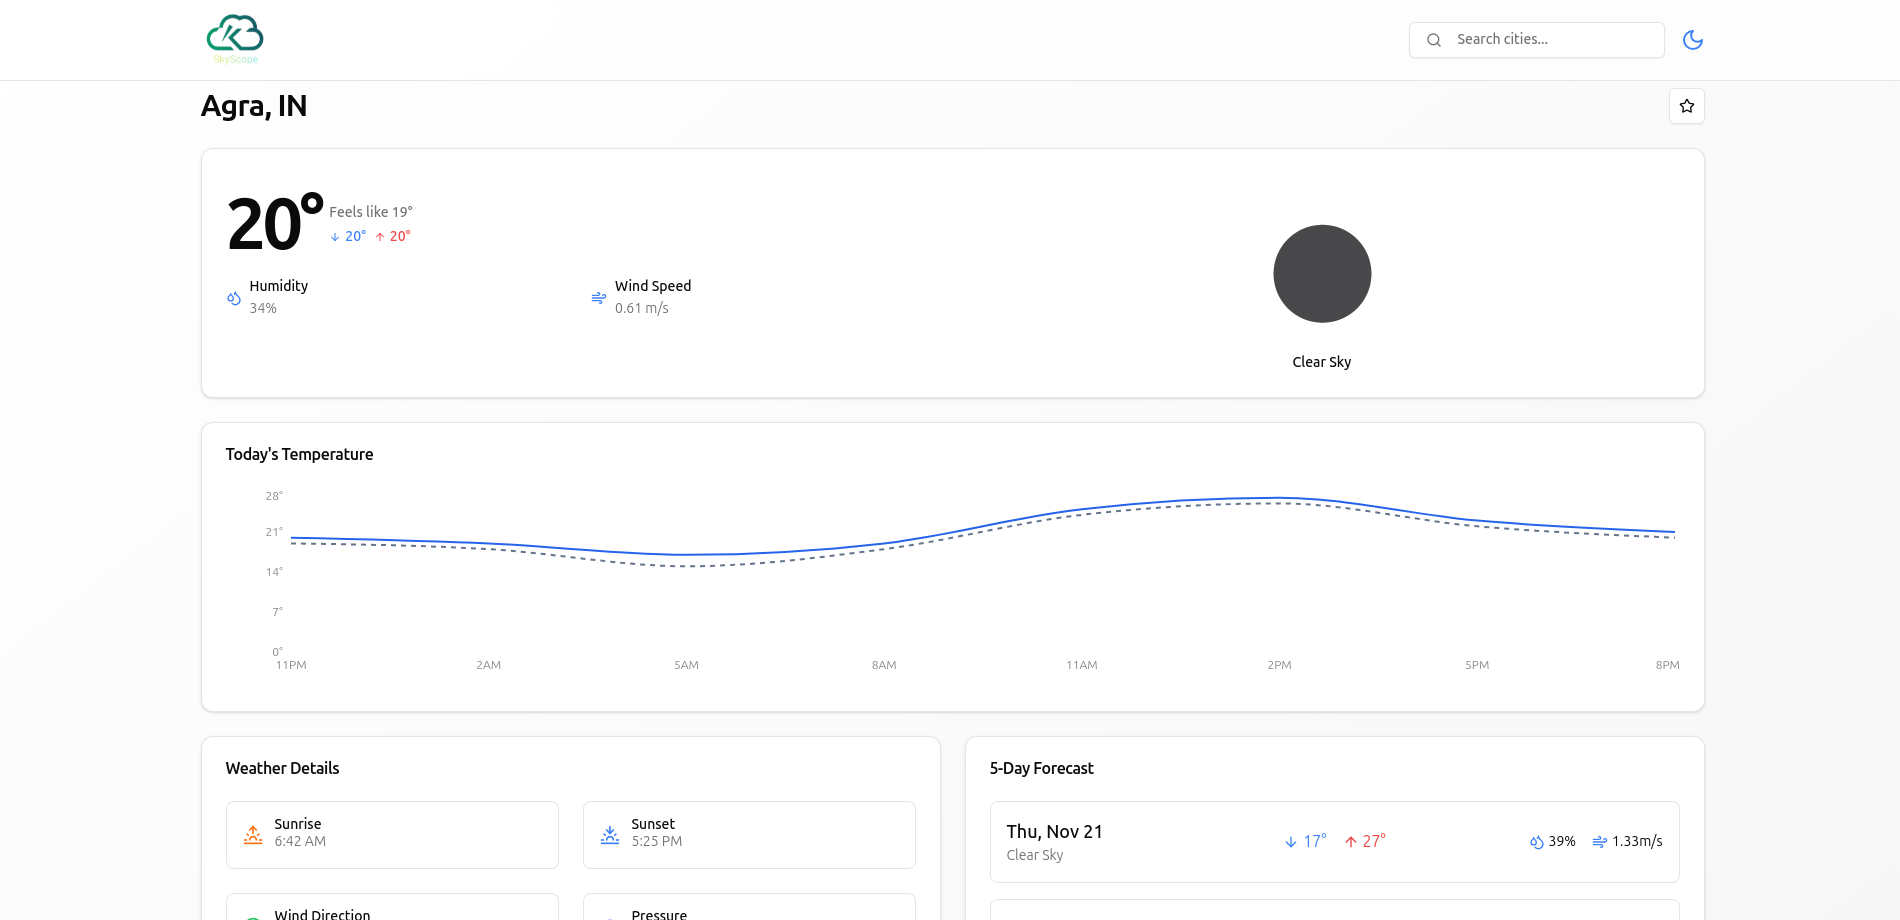 SkyScope
Search cities...
Agra, IN
20°
Feels like 19°
20° 20°
Humidity
34%
Wind Speed
0.61 m/s
Clear Sky
Today's Temperature
28°
21°
14°
7°
0°
11PM 2AM 5AM 8AM 11AM 2PM 5PM 8PM
Weather Details
Sunrise
6:42 AM
Sunset
5:25 PM
Wind Direction
Pressure
5-Day Forecast
Thu, Nov 21
Clear Sky
17° 27°
39% 1.33m/s